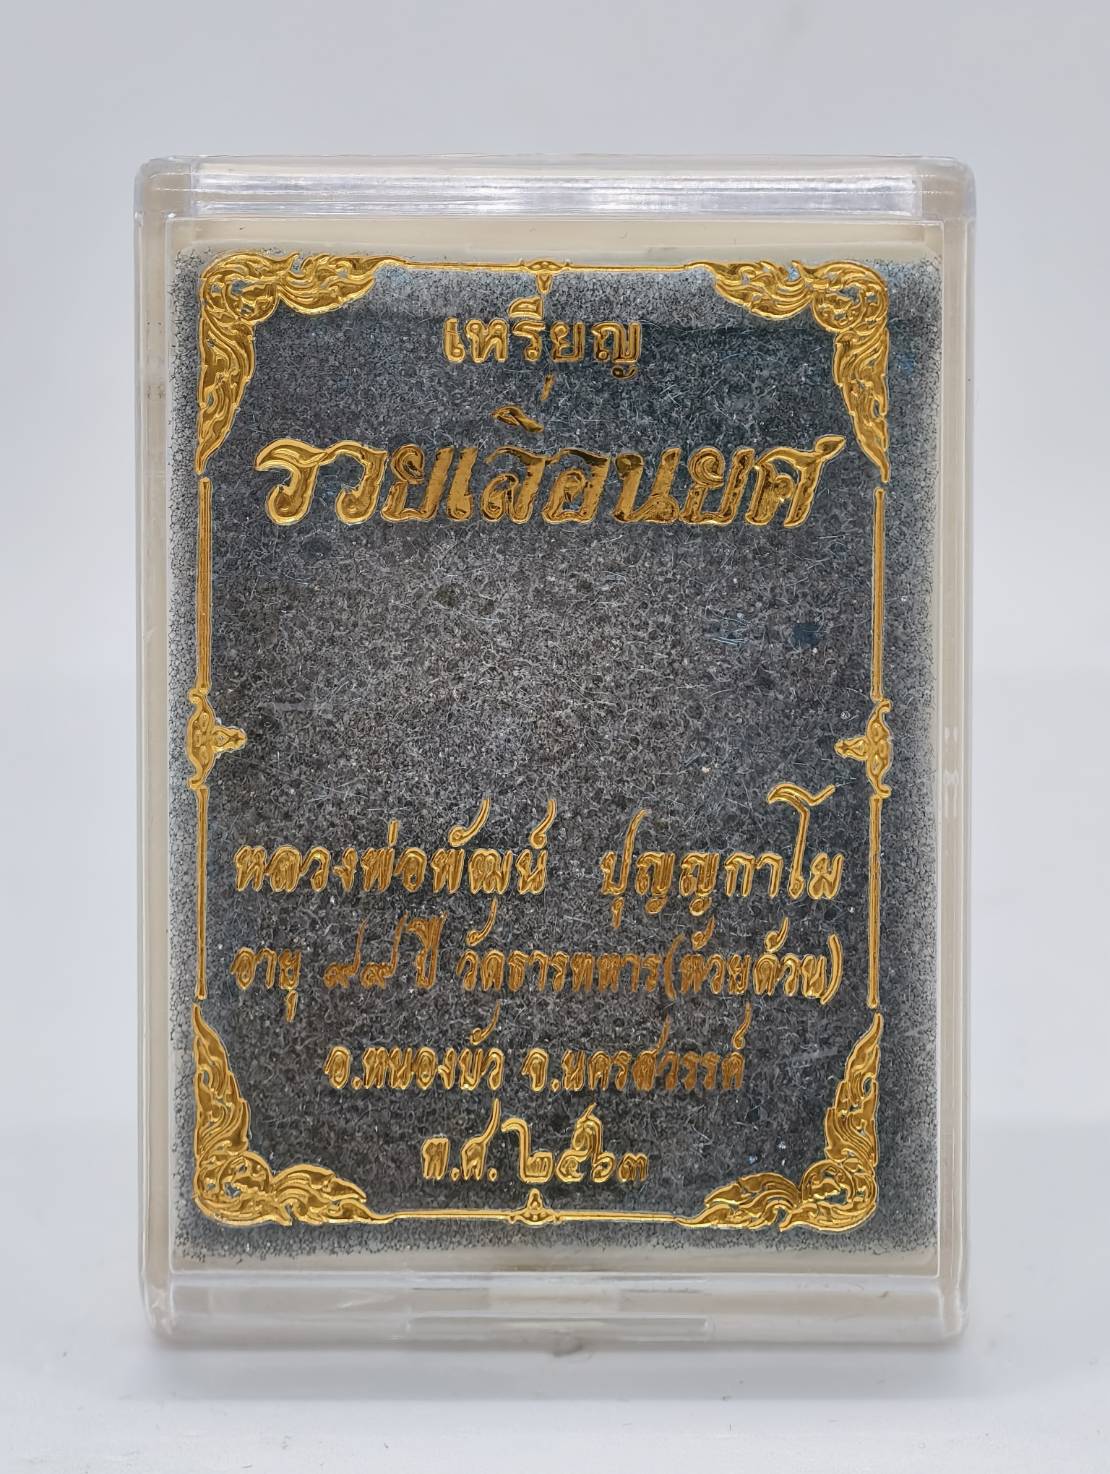 เหรียญ
รวยเลื่อนยศ
หลวงพ่อพัฒน์ ปุญญกาโม
อายุ ๙๙ ปี วัดธารทหาร(ห้วยด้วน)
อ.หนองบัว จ.นครสวรรค์
พ.ศ. ๒๕๖๓